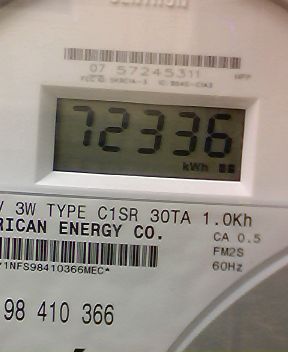 07 57245311
72336
kWh
V 3W TYPE C1SR 30TA 1.0Kh
RICAN ENERGY CO.
CA 0.5
FM2S
60Hz
Y1NFS98410366MEC*
98 410 366